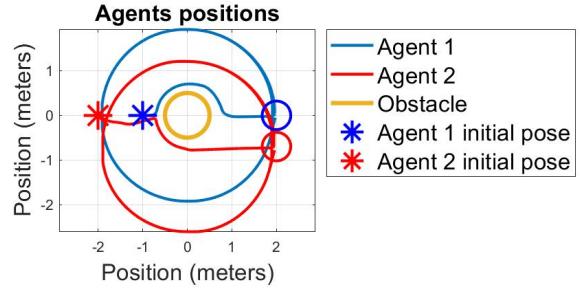 Agents positions
Position (meters)
1
0
-1
-2
-2
-1
0
1
2
Position (meters)
Agent 1
Agent 2
Obstacle
Agent 1 initial pose
Agent 2 initial pose